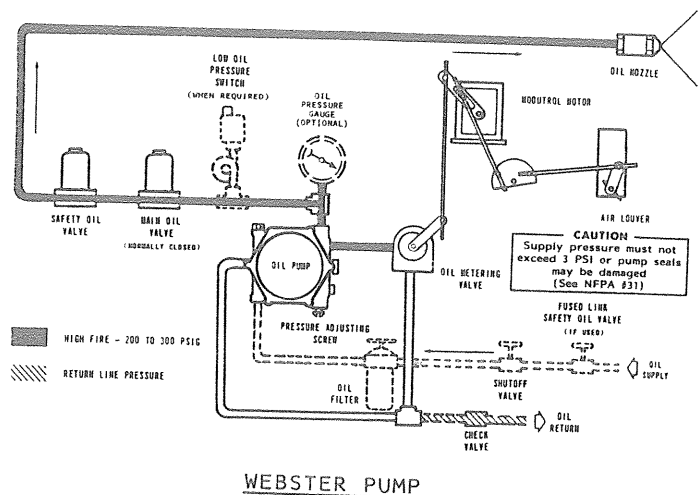 OIL NOZZLE
LOW OIL
PRESSURE
SWITCH
(WHEN REQUIRED)
OIL
PRESSURE
GAUGE
(OPTIONAL)
MODUTROL MOTOR
SAFETY OIL
VALVE
MAIN OIL
VALVE
(NORMALLY CLOSED)
AIR LOUVER
OIL PUMP
OIL METERING
VALVE
CAUTION
Supply pressure must not
exceed 3 PSI or pump seals
may be damaged
(See NFPA #31)
PRESSURE ADJUSTING
SCREW
FUSED LINK
SAFETY OIL VALVE
(IF USED)
HIGH FIRE - 200 TO 300 PSIG
RETURN LINE PRESSURE
OIL
FILTER
SHUTOFF
VALVE
OIL
SUPPLY
CHECK
VALVE
OIL
RETURN
WEBSTER PUMP